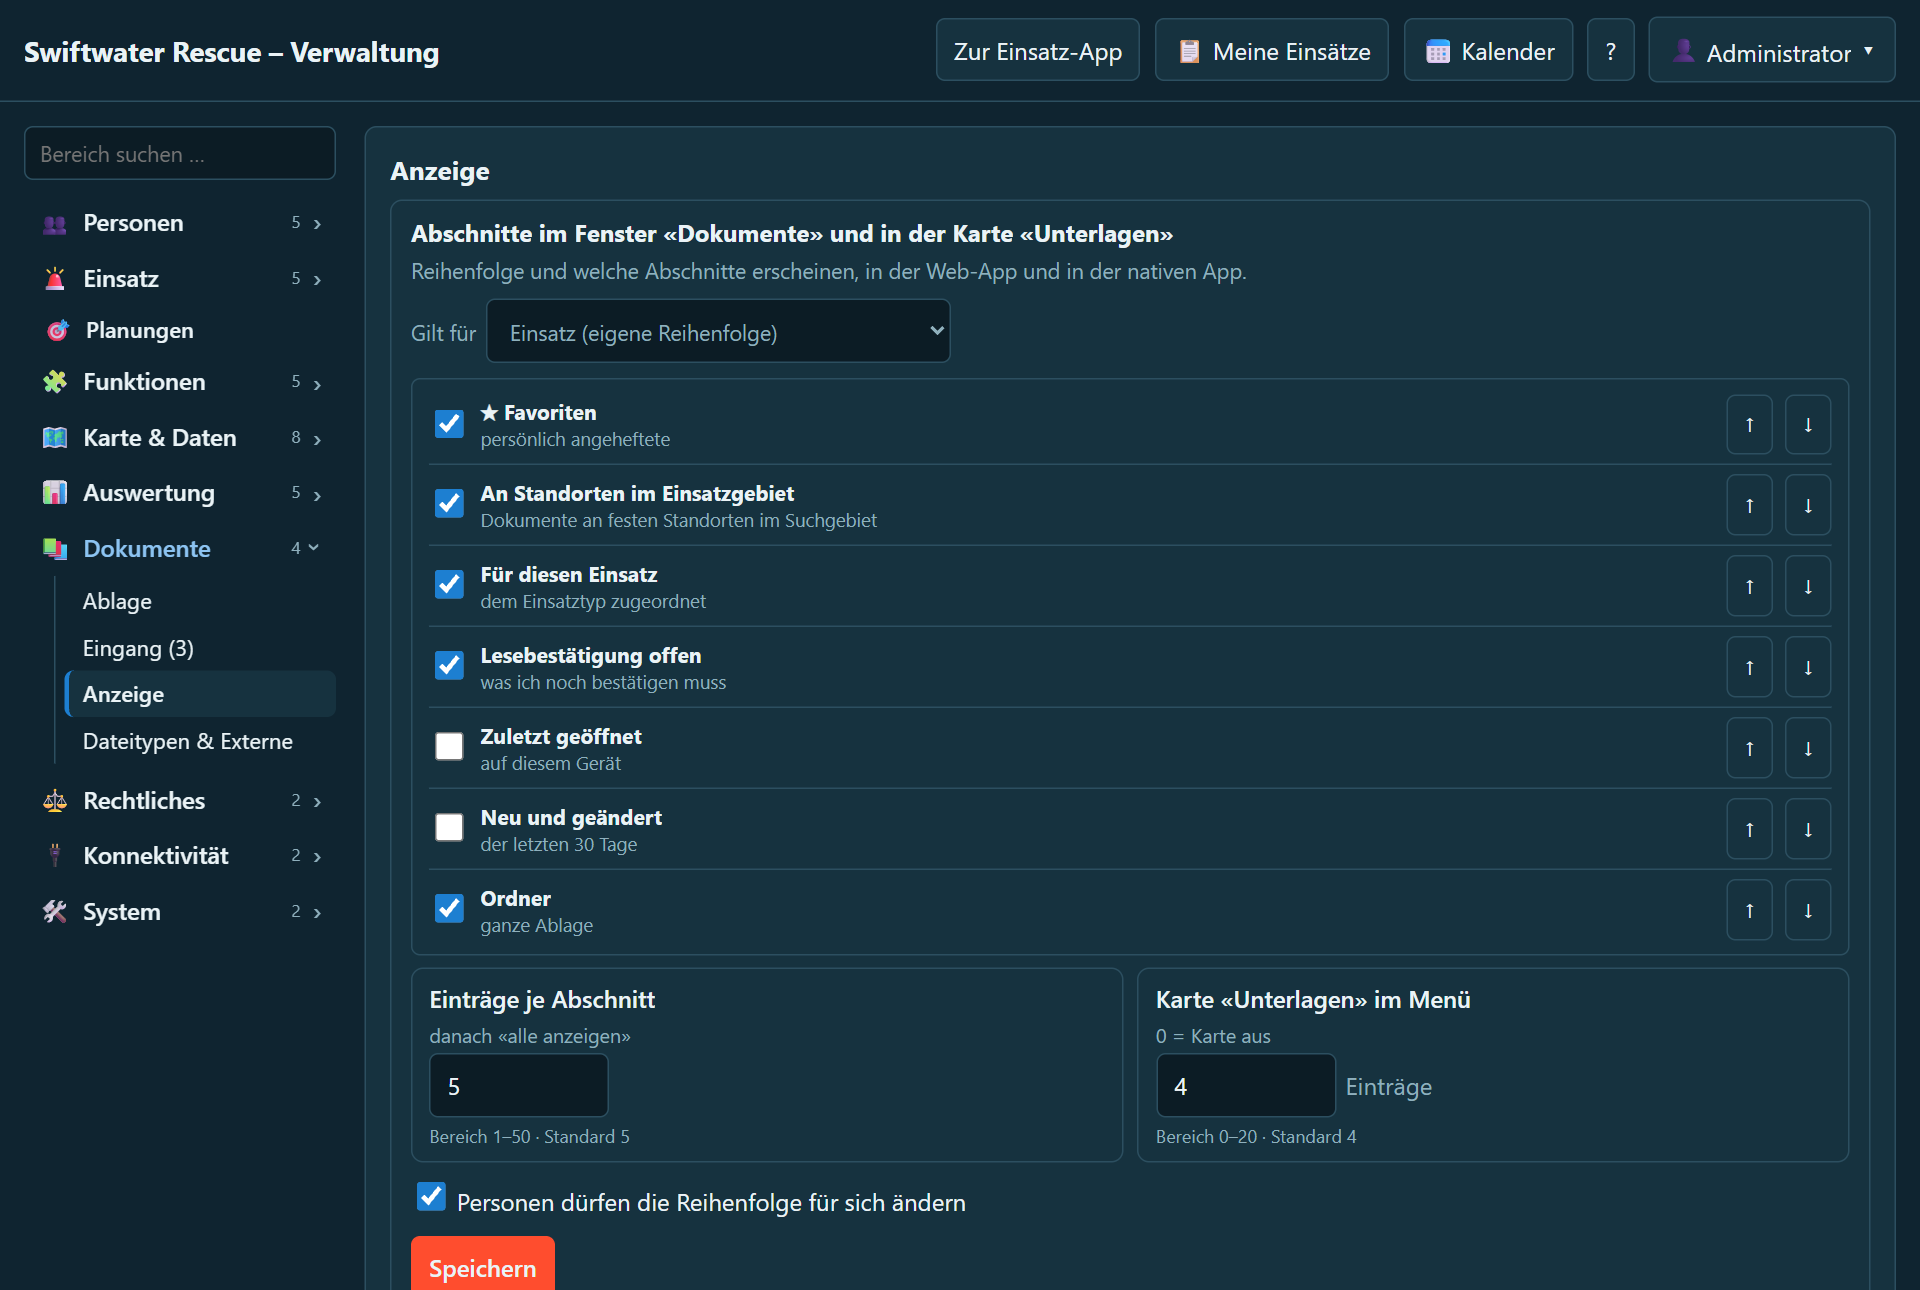 Swiftwater Rescue – Verwaltung
Zur Einsatz-App
Meine Einsätze
Kalender
?
Administrator ▼
Bereich suchen …
Personen 5 ›
Einsatz 5 ›
Planungen
Funktionen 5 ›
Karte & Daten 8 ›
Auswertung 5 ›
Dokumente 4
Ablage
Eingang (3)
Anzeige
Dateitypen & Externe
Rechtliches 2 ›
Konnektivität 2 ›
System 2 ›
Anzeige
Abschnitte im Fenster «Dokumente» und in der Karte «Unterlagen»
Reihenfolge und welche Abschnitte erscheinen, in der Web-App und in der nativen App.
Gilt für Einsatz (eigene Reihenfolge)
★ Favoriten
persönlich angeheftete
↑ ↓
An Standorten im Einsatzgebiet
Dokumente an festen Standorten im Suchgebiet
↑ ↓
Für diesen Einsatz
dem Einsatztyp zugeordnet
↑ ↓
Lesebestätigung offen
was ich noch bestätigen muss
↑ ↓
Zuletzt geöffnet
auf diesem Gerät
↑ ↓
Neu und geändert
der letzten 30 Tage
↑ ↓
Ordner
ganze Ablage
↑ ↓
Einträge je Abschnitt
danach «alle anzeigen»
5
Bereich 1–50 · Standard 5
Karte «Unterlagen» im Menü
0 = Karte aus
4 Einträge
Bereich 0–20 · Standard 4
Personen dürfen die Reihenfolge für sich ändern
Speichern